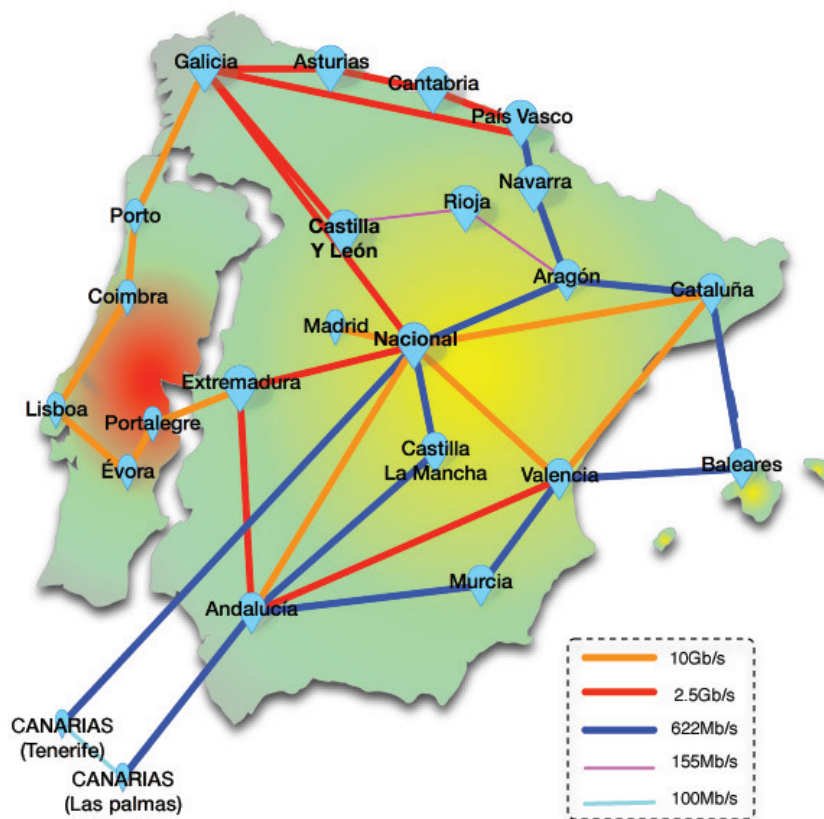 Galicia
Asturias
Cantabria
País Vasco
Navarra
Rioja
Porto
Castilla
Y León
Aragón
Cataluña
Coimbra
Madrid
Nacional
Extremadura
Lisboa
Portalegre
Castilla
La Mancha
Évora
Valencia
Baleares
Murcia
Andalucía
CANARIAS
(Tenerife)
CANARIAS
(Las palmas)
10Gb/s
2.5Gb/s
622Mb/s
155Mb/s
100Mb/s